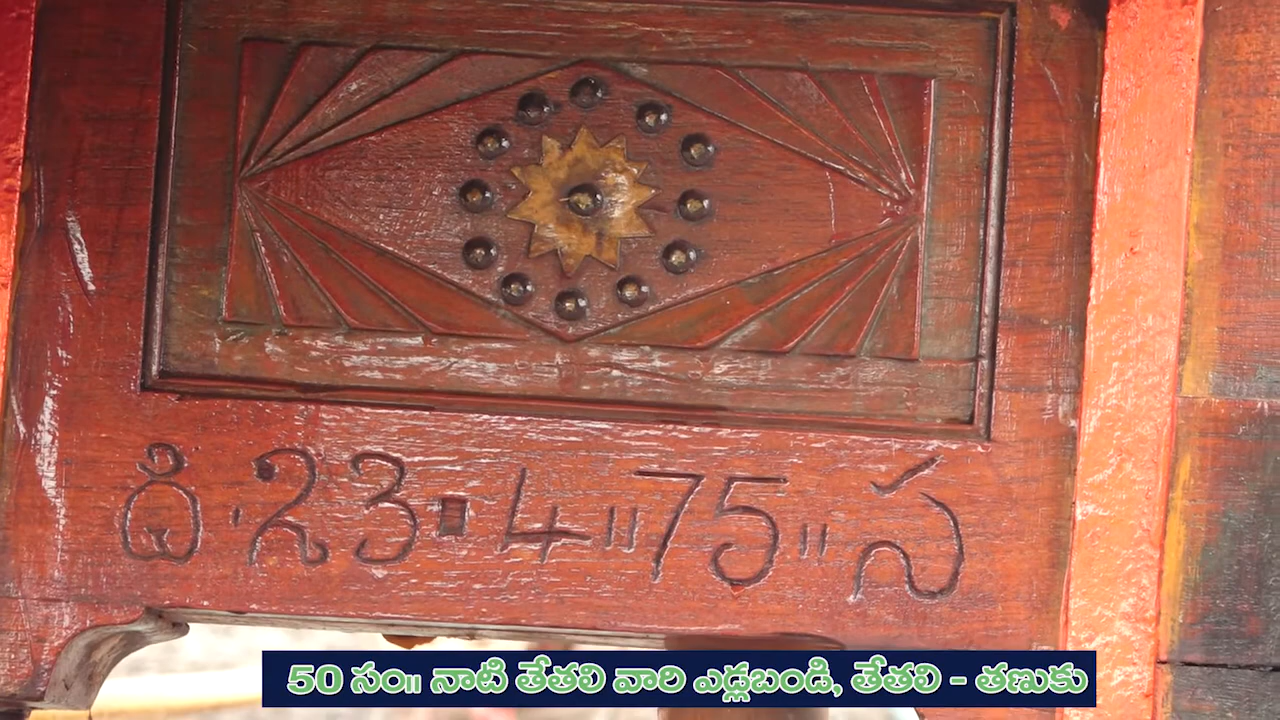 ది·23▪4॥75॥స
50 సం॥ నాటి తేతలి వారి ఎడ్లబండి, తేతలి - తణుకు